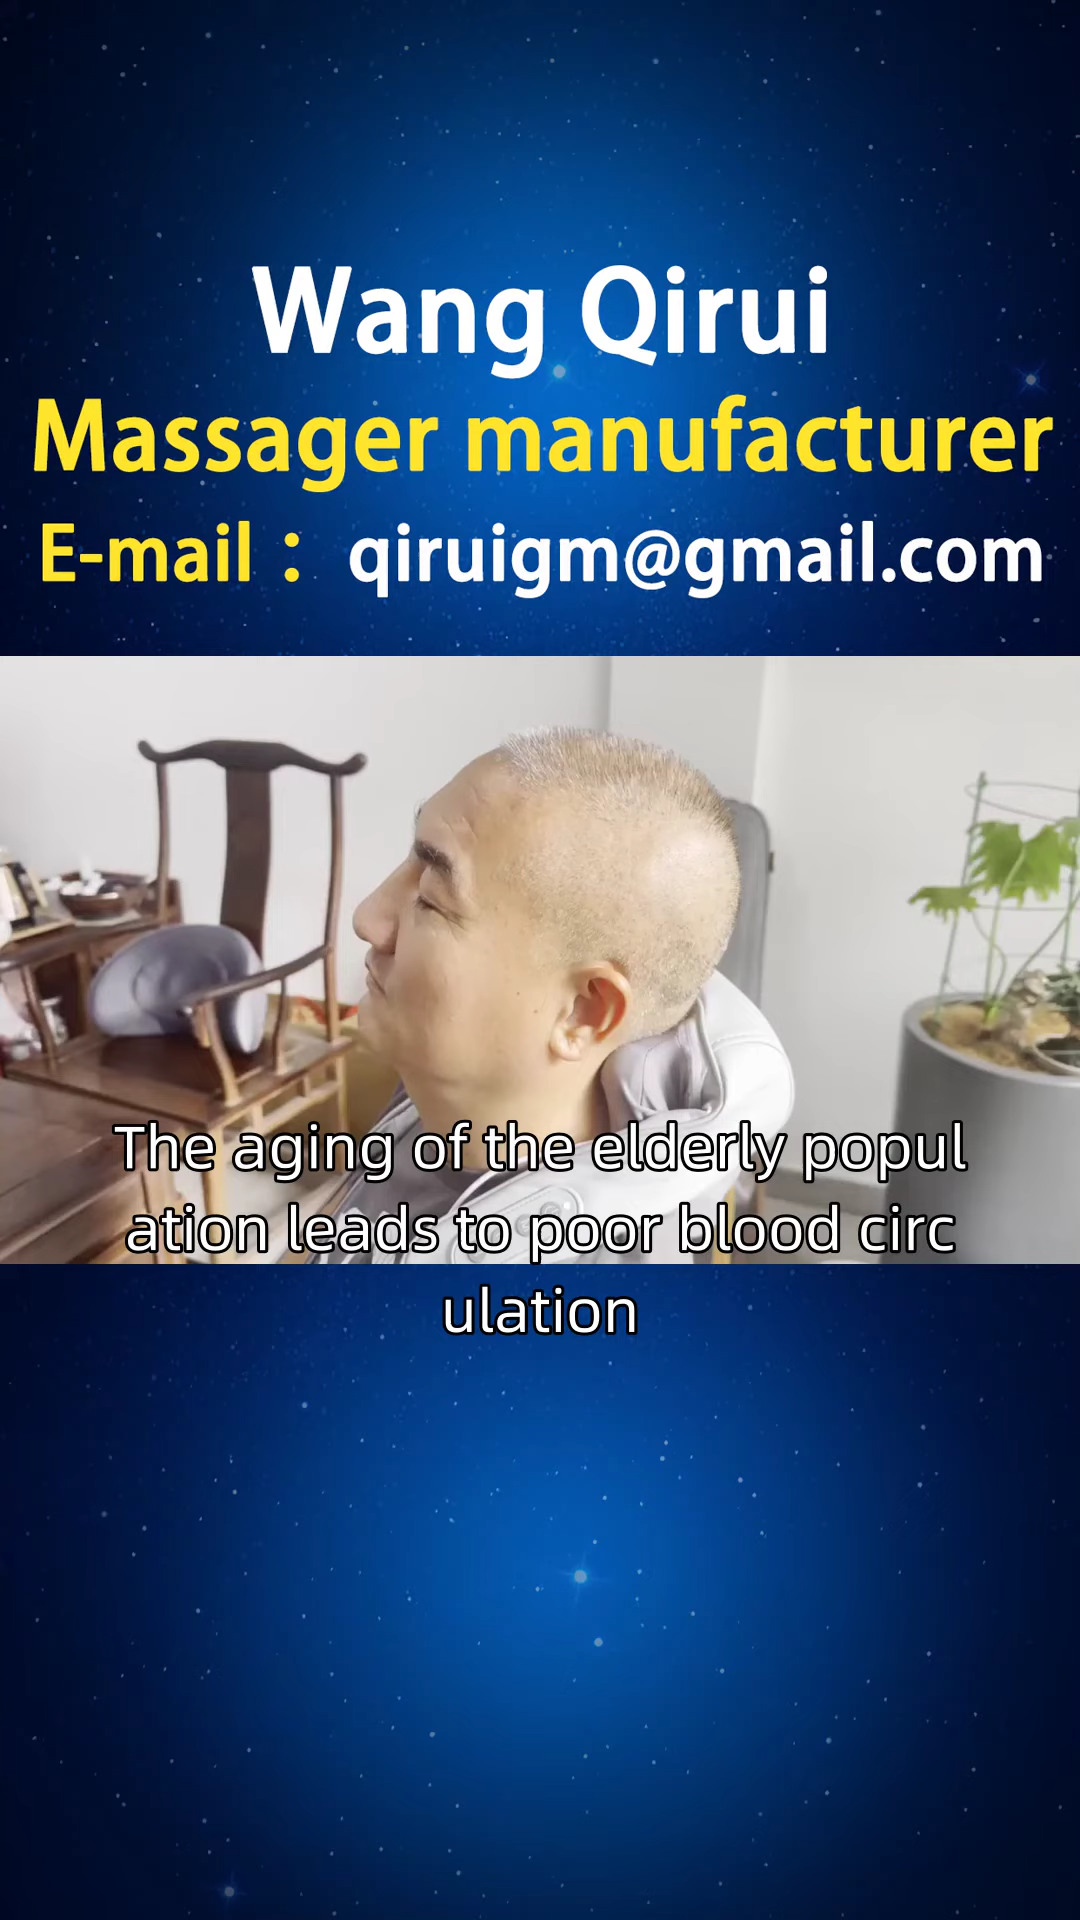 Wang Qirui
Massager manufacturer
E-mail： qiruigm@gmail.com
The aging of the elderly popul
ation leads to poor blood circ
ulation